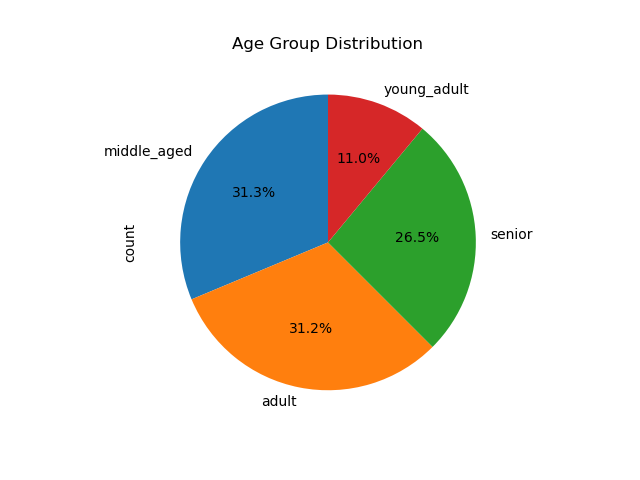 Age Group Distribution
young_adult
middle_aged
11.0%
31.3%
senior
26.5%
count
31.2%
adult